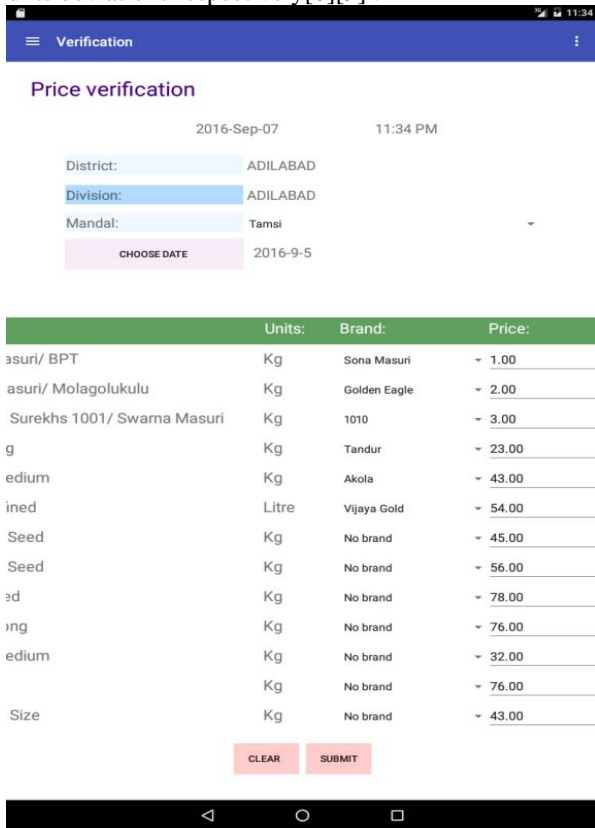 11:34
Verification
Price verification
2016-Sep-07 11:34 PM
District: ADILABAD
Division: ADILABAD
Mandal: Tamsi
CHOOSE DATE 2016-9-5
Units: Brand: Price:
asuri/ BPT Kg Sona Masuri 1.00
asuri/ Molagolukulu Kg Golden Eagle 2.00
Surekhs 1001/ Swarna Masuri Kg 1010 3.00
g Kg Tandur 23.00
edium Kg Akola 43.00
ined Litre Vijaya Gold 54.00
Seed Kg No brand 45.00
Seed Kg No brand 56.00
ed Kg No brand 78.00
ong Kg No brand 76.00
edium Kg No brand 32.00
Kg No brand 76.00
Size Kg No brand 43.00
CLEAR SUBMIT